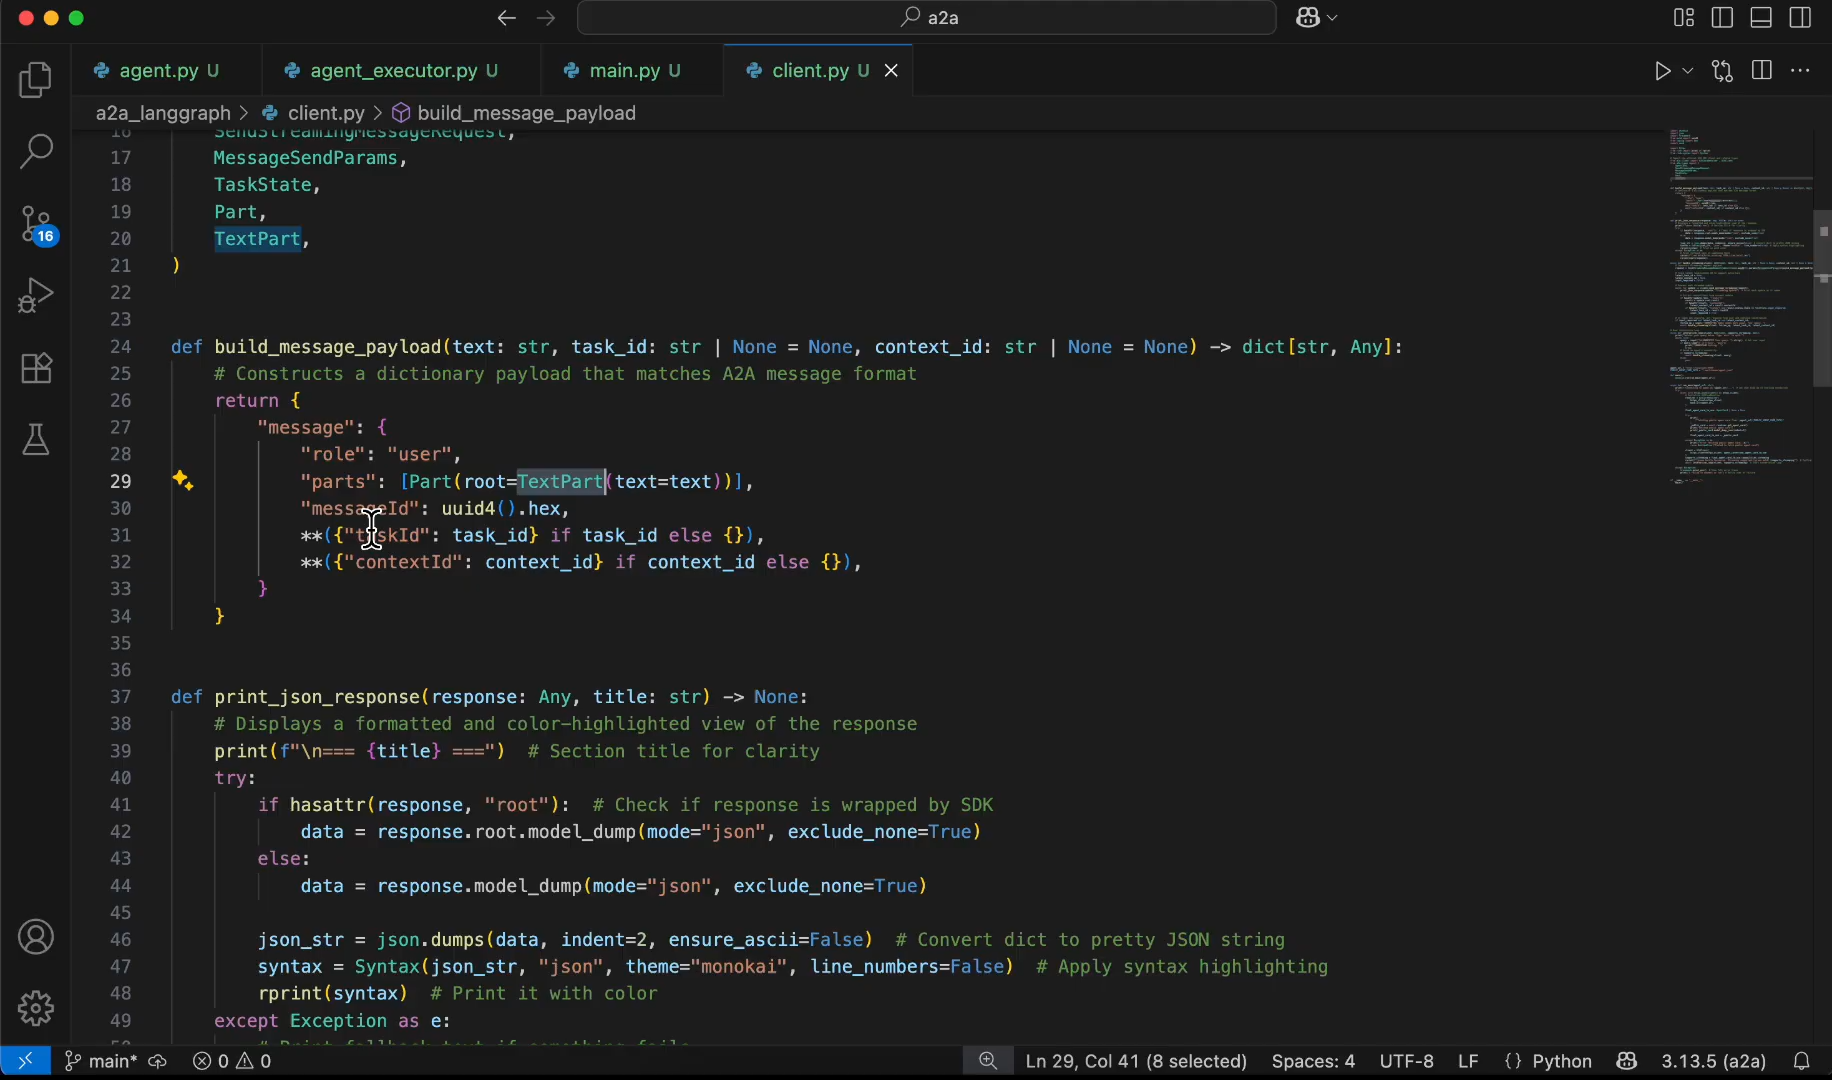 a2a
agent.py U
agent_executor.py U
main.py U
client.py U
a2a_langgraph > client.py > build_message_payload
16 SendStreamingMessageRequest,
17 MessageSendParams,
18 TaskState,
19 Part,
20 TextPart,
21 )
22
23
24 def build_message_payload(text: str, task_id: str | None = None, context_id: str | None = None) -> dict[str, Any]:
25 # Constructs a dictionary payload that matches A2A message format
26 return {
27 "message": {
28 "role": "user",
29 "parts": [Part(root=TextPart(text=text))],
30 "messageId": uuid4().hex,
31 **({"taskId": task_id} if task_id else {}),
32 **({"contextId": context_id} if context_id else {}),
33 }
34 }
35
36
37 def print_json_response(response: Any, title: str) -> None:
38 # Displays a formatted and color-highlighted view of the response
39 print(f"\n=== {title} ===") # Section title for clarity
40 try:
41 if hasattr(response, "root"): # Check if response is wrapped by SDK
42 data = response.root.model_dump(mode="json", exclude_none=True)
43 else:
44 data = response.model_dump(mode="json", exclude_none=True)
45
46 json_str = json.dumps(data, indent=2, ensure_ascii=False) # Convert dict to pretty JSON string
47 syntax = Syntax(json_str, "json", theme="monokai", line_numbers=False) # Apply syntax highlighting
48 rprint(syntax) # Print it with color
49 except Exception as e:
16
main* 0 0 Ln 29, Col 41 (8 selected) Spaces: 4 UTF-8 LF {} Python 3.13.5 (a2a)